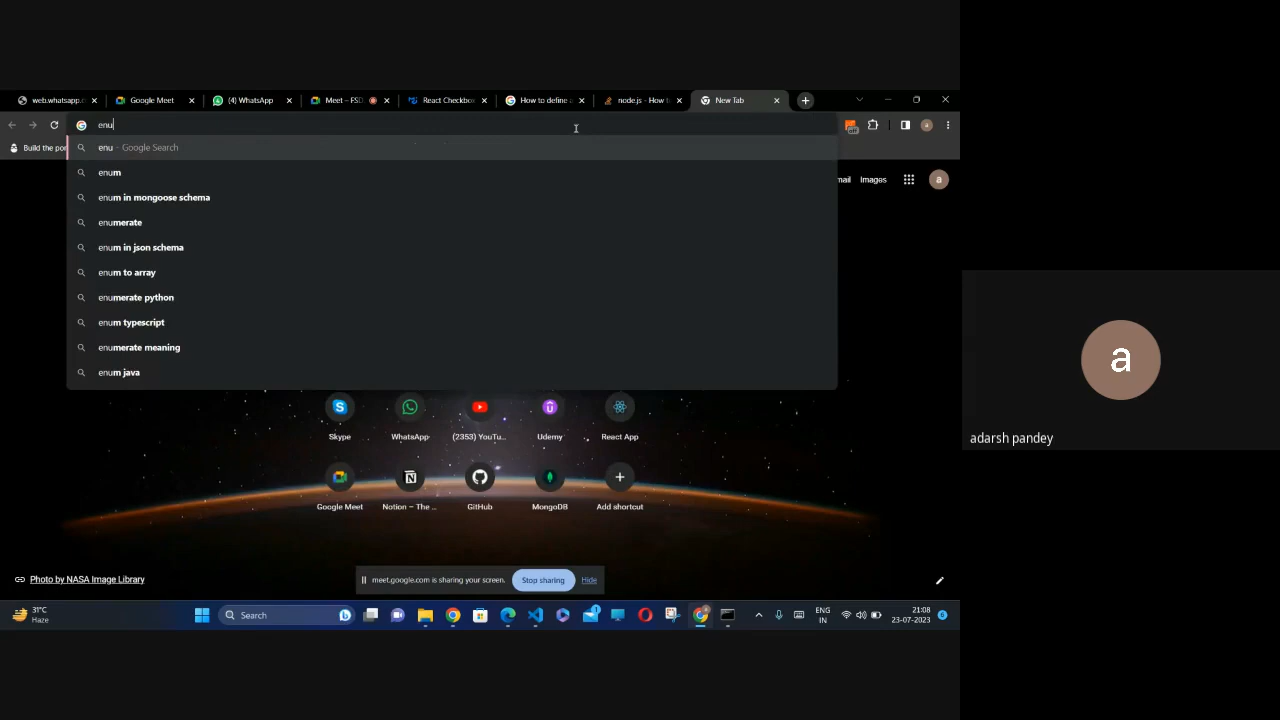 web.whatsapp.c
Google Meet
(4) WhatsApp
Meet – FSD
React Checkbo
How to define a
node.js - How t
New Tab
enu
Build the por
enu - Google Search
enum
enum in mongoose schema
enumerate
enum in json schema
enum to array
enumerate python
enum typescript
enumerate meaning
enum java
mail
Images
a
Skype
WhatsApp
(2353) YouTu...
Udemy
React App
Google Meet
Notion – The ...
GitHub
MongoDB
Add shortcut
Photo by NASA Image Library
meet.google.com is sharing your screen.
Stop sharing
Hide
31°C
Haze
Search
ENG
IN
21:08
23-07-2023
a
adarsh pandey